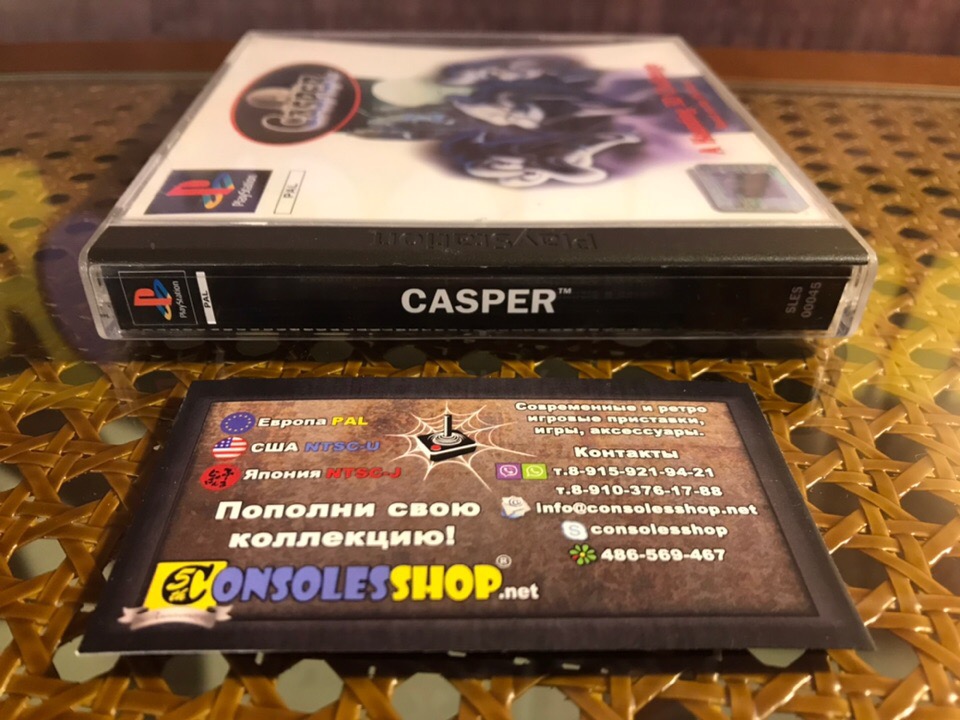 CASPER
PlayStation
PAL
PlayStation
PlayStation
PAL
CASPER™
SLES
00045
Европа PAL
США NTSC-U
Япония NTSC-J
Пополни свою
коллекцию!
CONSOLESSHOP.net
®
Современные и ретро
игровые приставки,
игры, аксессуары.
Контакты
т.8-915-921-94-21
т.8-910-376-17-88
info@consolesshop.net
consolesshop
486-569-467